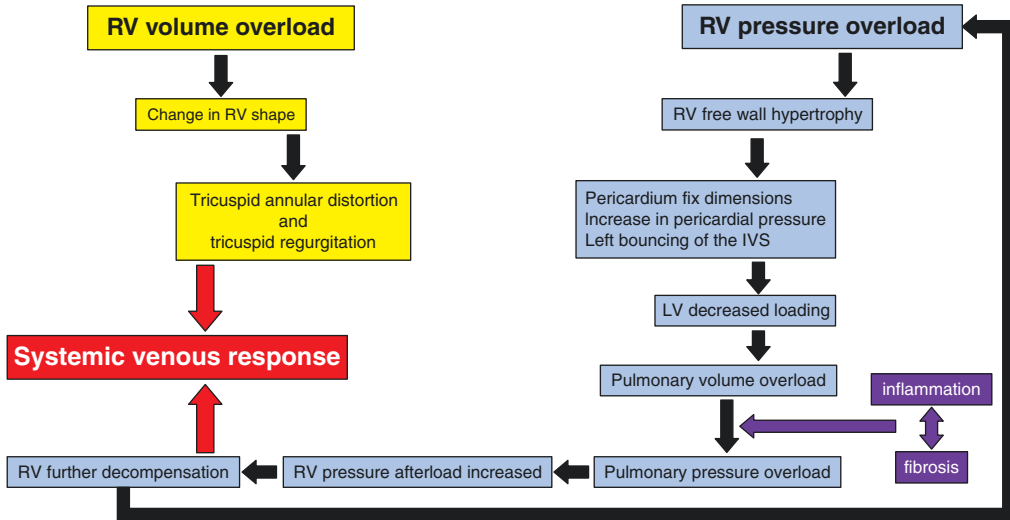 RV volume overload
Change in RV shape
Tricuspid annular distortion
and
tricuspid regurgitation
Systemic venous response
RV pressure overload
RV free wall hypertrophy
Pericardium fix dimensions
Increase in pericardial pressure
Left bouncing of the IVS
LV decreased loading
Pulmonary volume overload
inflammation
fibrosis
Pulmonary pressure overload
RV pressure afterload increased
RV further decompensation